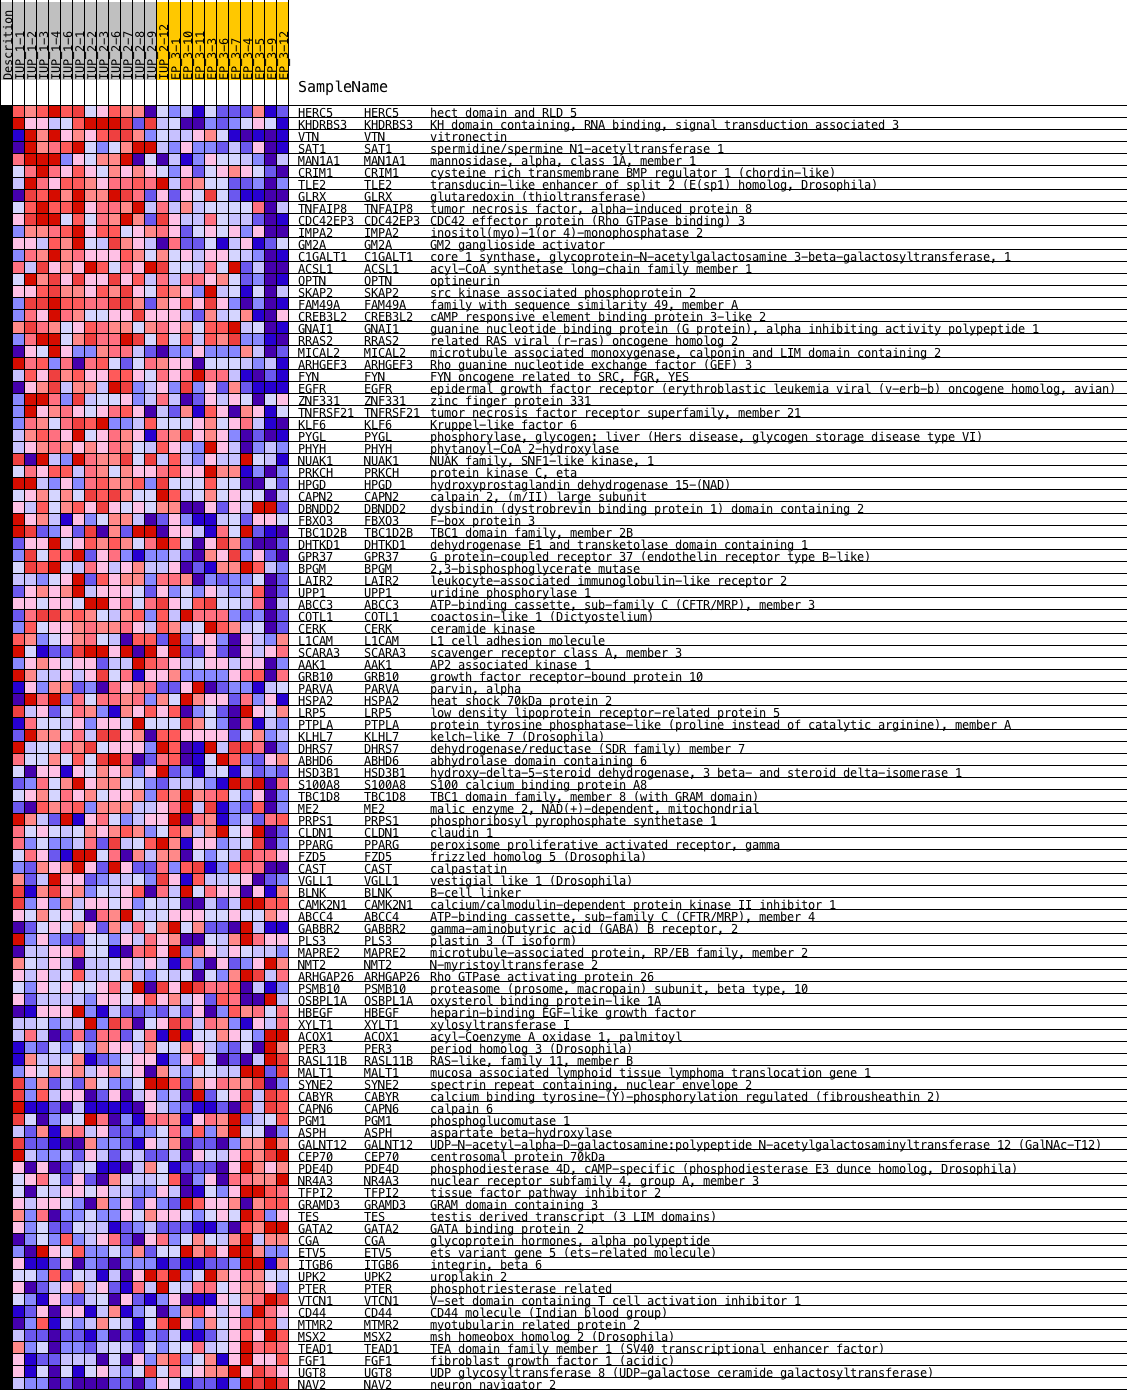 Descrition
IUP_1-1
IUP_1-2
IUP_1-3
IUP_1-4
IUP_1-6
IUP_2-1
IUP_2-2
IUP_2-3
IUP_2-6
IUP_2-7
IUP_2-8
IUP_2-9
IUP_2-12
EP_3-1
EP_3-10
EP_3-11
EP_3-3
EP_3-6
EP_3-7
EP_3-4
EP_3-5
EP_3-9
EP_3-12
SampleName
HERC5 HERC5 hect domain and RLD 5
KHDRBS3 KHDRBS3 KH domain containing, RNA binding, signal transduction associated 3
VTN VTN vitronectin
SAT1 SAT1 spermidine/spermine N1-acetyltransferase 1
MAN1A1 MAN1A1 mannosidase, alpha, class 1A, member 1
CRIM1 CRIM1 cysteine rich transmembrane BMP regulator 1 (chordin-like)
TLE2 TLE2 transducin-like enhancer of split 2 (E(sp1) homolog, Drosophila)
GLRX GLRX glutaredoxin (thioltransferase)
TNFAIP8 TNFAIP8 tumor necrosis factor, alpha-induced protein 8
CDC42EP3 CDC42EP3 CDC42 effector protein (Rho GTPase binding) 3
IMPA2 IMPA2 inositol(myo)-1(or 4)-monophosphatase 2
GM2A GM2A GM2 ganglioside activator
C1GALT1 C1GALT1 core 1 synthase, glycoprotein-N-acetylgalactosamine 3-beta-galactosyltransferase, 1
ACSL1 ACSL1 acyl-CoA synthetase long-chain family member 1
OPTN OPTN optineurin
SKAP2 SKAP2 src kinase associated phosphoprotein 2
FAM49A FAM49A family with sequence similarity 49, member A
CREB3L2 CREB3L2 cAMP responsive element binding protein 3-like 2
GNAI1 GNAI1 guanine nucleotide binding protein (G protein), alpha inhibiting activity polypeptide 1
RRAS2 RRAS2 related RAS viral (r-ras) oncogene homolog 2
MICAL2 MICAL2 microtubule associated monoxygenase, calponin and LIM domain containing 2
ARHGEF3 ARHGEF3 Rho guanine nucleotide exchange factor (GEF) 3
FYN FYN FYN oncogene related to SRC, FGR, YES
EGFR EGFR epidermal growth factor receptor (erythroblastic leukemia viral (v-erb-b) oncogene homolog, avian)
ZNF331 ZNF331 zinc finger protein 331
TNFRSF21 TNFRSF21 tumor necrosis factor receptor superfamily, member 21
KLF6 KLF6 Kruppel-like factor 6
PYGL PYGL phosphorylase, glycogen; liver (Hers disease, glycogen storage disease type VI)
PHYH PHYH phytanoyl-CoA 2-hydroxylase
NUAK1 NUAK1 NUAK family, SNF1-like kinase, 1
PRKCH PRKCH protein kinase C, eta
HPGD HPGD hydroxyprostaglandin dehydrogenase 15-(NAD)
CAPN2 CAPN2 calpain 2, (m/II) large subunit
DBNDD2 DBNDD2 dysbindin (dystrobrevin binding protein 1) domain containing 2
FBXO3 FBXO3 F-box protein 3
TBC1D2B TBC1D2B TBC1 domain family, member 2B
DHTKD1 DHTKD1 dehydrogenase E1 and transketolase domain containing 1
GPR37 GPR37 G protein-coupled receptor 37 (endothelin receptor type B-like)
BPGM BPGM 2,3-bisphosphoglycerate mutase
LAIR2 LAIR2 leukocyte-associated immunoglobulin-like receptor 2
UPP1 UPP1 uridine phosphorylase 1
ABCC3 ABCC3 ATP-binding cassette, sub-family C (CFTR/MRP), member 3
COTL1 COTL1 coactosin-like 1 (Dictyostelium)
CERK CERK ceramide kinase
L1CAM L1CAM L1 cell adhesion molecule
SCARA3 SCARA3 scavenger receptor class A, member 3
AAK1 AAK1 AP2 associated kinase 1
GRB10 GRB10 growth factor receptor-bound protein 10
PARVA PARVA parvin, alpha
HSPA2 HSPA2 heat shock 70kDa protein 2
LRP5 LRP5 low density lipoprotein receptor-related protein 5
PTPLA PTPLA protein tyrosine phosphatase-like (proline instead of catalytic arginine), member A
KLHL7 KLHL7 kelch-like 7 (Drosophila)
DHRS7 DHRS7 dehydrogenase/reductase (SDR family) member 7
ABHD6 ABHD6 abhydrolase domain containing 6
HSD3B1 HSD3B1 hydroxy-delta-5-steroid dehydrogenase, 3 beta- and steroid delta-isomerase 1
S100A8 S100A8 S100 calcium binding protein A8
TBC1D8 TBC1D8 TBC1 domain family, member 8 (with GRAM domain)
ME2 ME2 malic enzyme 2, NAD(+)-dependent, mitochondrial
PRPS1 PRPS1 phosphoribosyl pyrophosphate synthetase 1
CLDN1 CLDN1 claudin 1
PPARG PPARG peroxisome proliferative activated receptor, gamma
FZD5 FZD5 frizzled homolog 5 (Drosophila)
CAST CAST calpastatin
VGLL1 VGLL1 vestigial like 1 (Drosophila)
BLNK BLNK B-cell linker
CAMK2N1 CAMK2N1 calcium/calmodulin-dependent protein kinase II inhibitor 1
ABCC4 ABCC4 ATP-binding cassette, sub-family C (CFTR/MRP), member 4
GABBR2 GABBR2 gamma-aminobutyric acid (GABA) B receptor, 2
PLS3 PLS3 plastin 3 (T isoform)
MAPRE2 MAPRE2 microtubule-associated protein, RP/EB family, member 2
NMT2 NMT2 N-myristoyltransferase 2
ARHGAP26 ARHGAP26 Rho GTPase activating protein 26
PSMB10 PSMB10 proteasome (prosome, macropain) subunit, beta type, 10
OSBPL1A OSBPL1A oxysterol binding protein-like 1A
HBEGF HBEGF heparin-binding EGF-like growth factor
XYLT1 XYLT1 xylosyltransferase I
ACOX1 ACOX1 acyl-Coenzyme A oxidase 1, palmitoyl
PER3 PER3 period homolog 3 (Drosophila)
RASL11B RASL11B RAS-like, family 11, member B
MALT1 MALT1 mucosa associated lymphoid tissue lymphoma translocation gene 1
SYNE2 SYNE2 spectrin repeat containing, nuclear envelope 2
CABYR CABYR calcium binding tyrosine-(Y)-phosphorylation regulated (fibrousheathin 2)
CAPN6 CAPN6 calpain 6
PGM1 PGM1 phosphoglucomutase 1
ASPH ASPH aspartate beta-hydroxylase
GALNT12 GALNT12 UDP-N-acetyl-alpha-D-galactosamine:polypeptide N-acetylgalactosaminyltransferase 12 (GalNAc-T12)
CEP70 CEP70 centrosomal protein 70kDa
PDE4D PDE4D phosphodiesterase 4D, cAMP-specific (phosphodiesterase E3 dunce homolog, Drosophila)
NR4A3 NR4A3 nuclear receptor subfamily 4, group A, member 3
TFPI2 TFPI2 tissue factor pathway inhibitor 2
GRAMD3 GRAMD3 GRAM domain containing 3
TES TES testis derived transcript (3 LIM domains)
GATA2 GATA2 GATA binding protein 2
CGA CGA glycoprotein hormones, alpha polypeptide
ETV5 ETV5 ets variant gene 5 (ets-related molecule)
ITGB6 ITGB6 integrin, beta 6
UPK2 UPK2 uroplakin 2
PTER PTER phosphotriesterase related
VTCN1 VTCN1 V-set domain containing T cell activation inhibitor 1
CD44 CD44 CD44 molecule (Indian blood group)
MTMR2 MTMR2 myotubularin related protein 2
MSX2 MSX2 msh homeobox homolog 2 (Drosophila)
TEAD1 TEAD1 TEA domain family member 1 (SV40 transcriptional enhancer factor)
FGF1 FGF1 fibroblast growth factor 1 (acidic)
UGT8 UGT8 UDP glycosyltransferase 8 (UDP-galactose ceramide galactosyltransferase)
NAV2 NAV2 neuron navigator 2